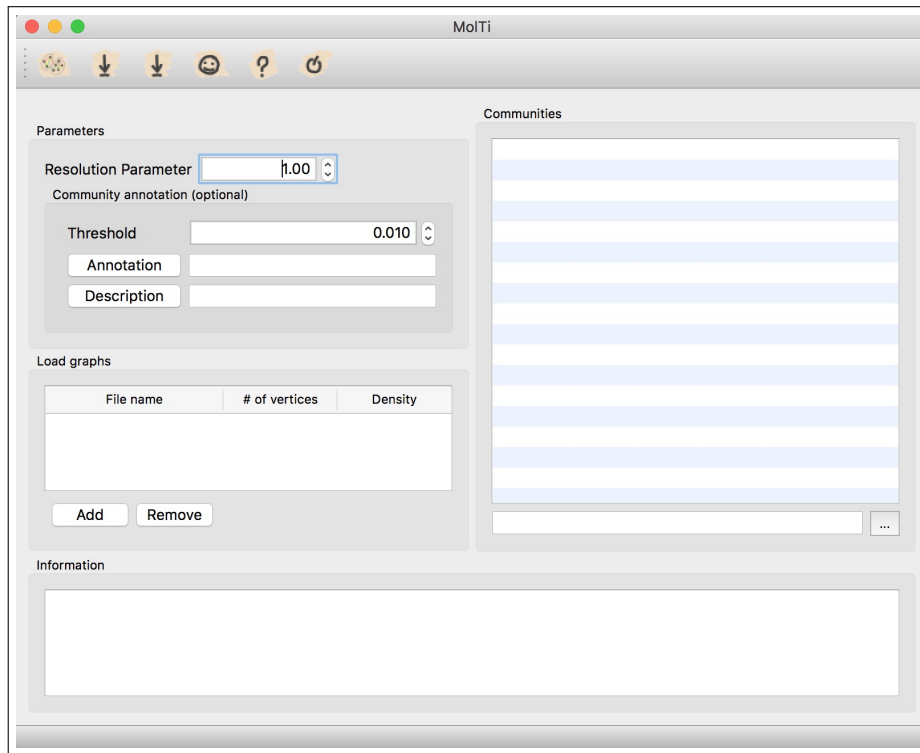 MolTi
?
Parameters
Resolution Parameter 1.00
Community annotation (optional)
Threshold 0.010
Annotation
Description
Load graphs
File name # of vertices Density
Add Remove
Communities
...
Information